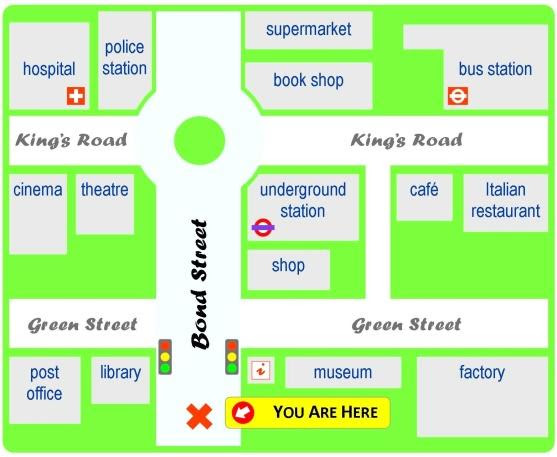 supermarket
police
station
hospital
book shop
bus station
King's Road
King's Road
cinema
theatre
underground
station
café
Italian
restaurant
Bond Street
shop
Green Street
Green Street
post
office
library
i
museum
factory
YOU ARE HERE